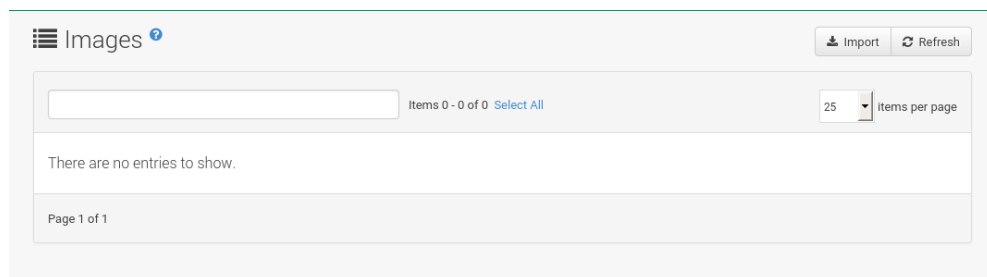 Images ?
Import Refresh
Items 0 - 0 of 0 Select All
25 items per page
There are no entries to show.
Page 1 of 1